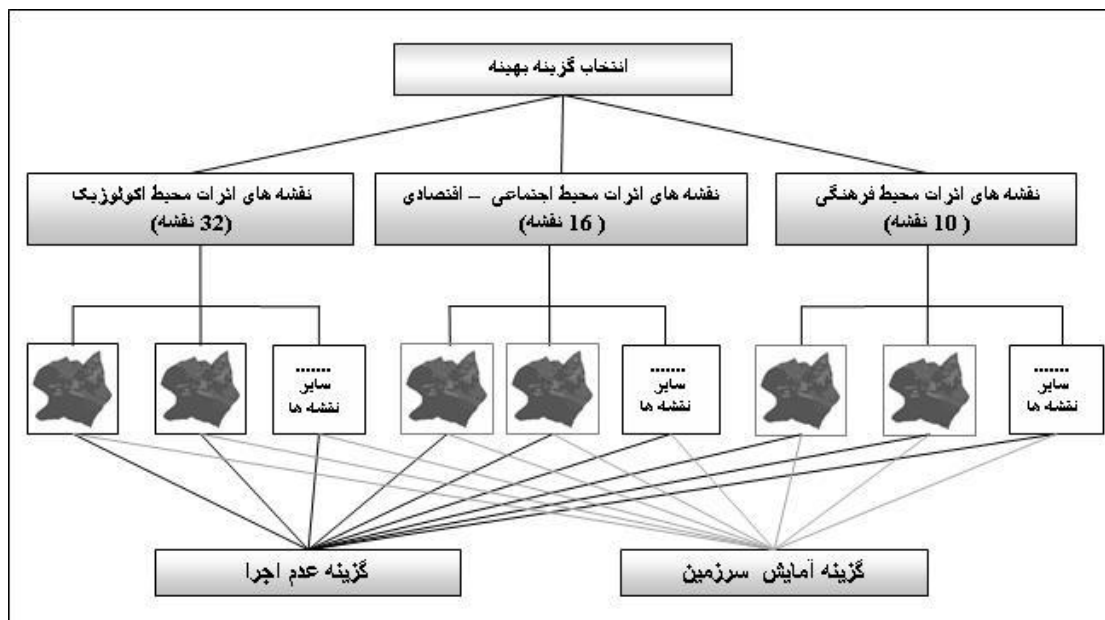 انتخاب گزینه بهینه
نقشه های اثرات محیط فرهنگی
( 10 نقشه)
نقشه های اثرات محیط اجتماعی – اقتصادی
( 16 نقشه)
نقشه های اثرات محیط اکولوژیک
(32 نقشه)
.......
سایر
نقشه ها
.......
سایر
نقشه ها
.......
سایر
نقشه ها
گزینه آمایش سرزمین
گزینه عدم اجرا